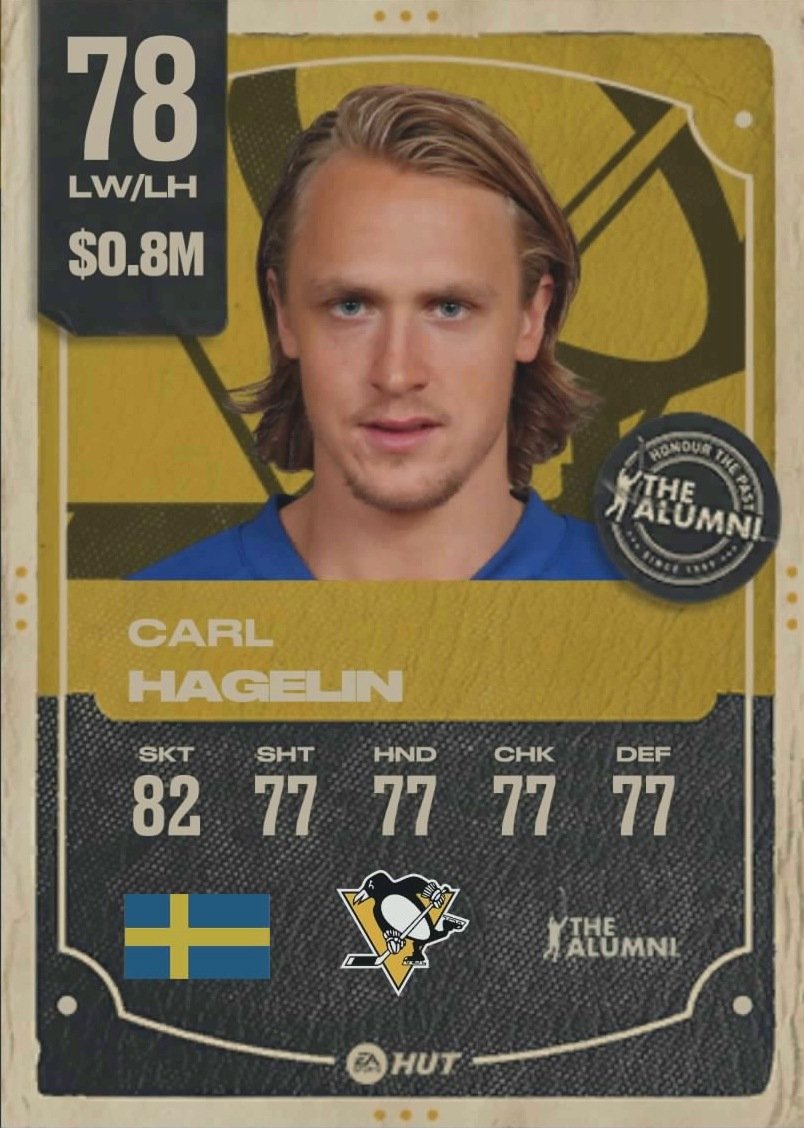 78
LW/LH
$0.8M
HONOUR THE PAST
THE
ALUMNI
CARL
HAGELIN
SKT SHT HND CHK DEF
82 77 77 77 77
THE
ALUMNI
EA
HUT